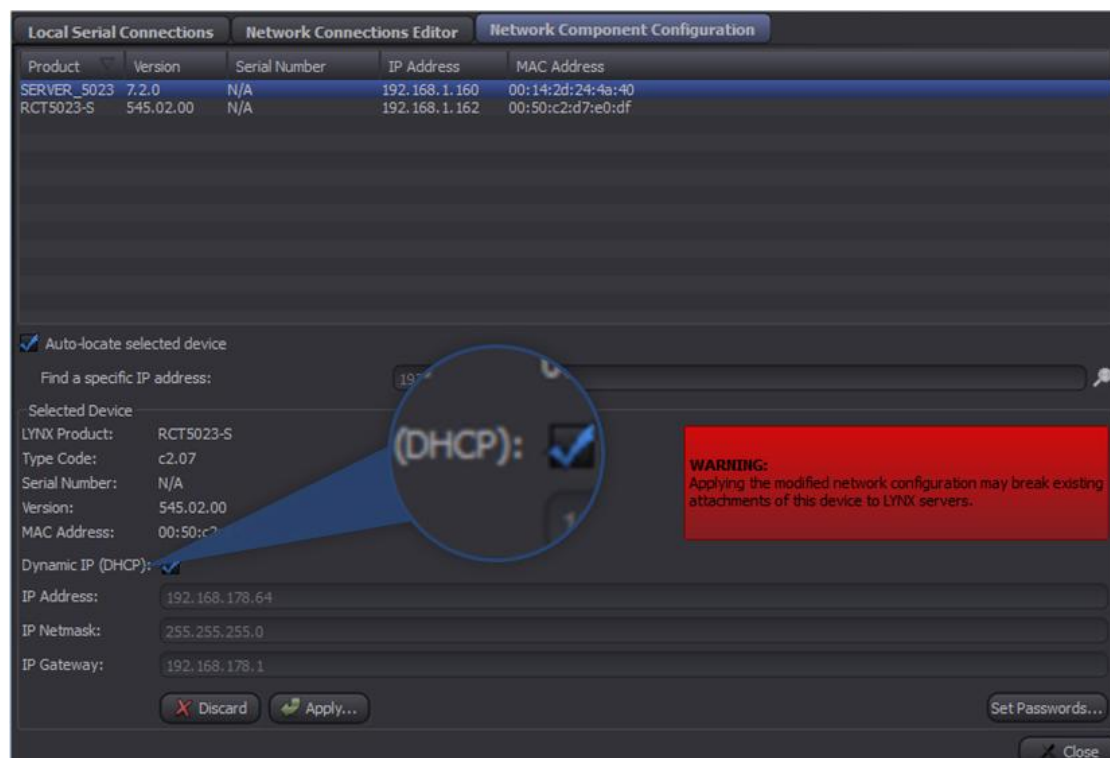 Local Serial Connections Network Connections Editor Network Component Configuration
Product Version Serial Number IP Address MAC Address
SERVER_5023 7.2.0 N/A 192.168.1.160 00:14:2d:24:4a:40
RCT5023-S 545.02.00 N/A 192.168.1.162 00:50:c2:d7:e0:df
Auto-locate selected device
Find a specific IP address:
Selected Device
LYNX Product: RCT5023-S
(DHCP):
Type Code: c2.07
WARNING:
Serial Number: N/A
Applying the modified network configuration may break existing
Version: 545.02.00
attachments of this device to LYNX servers.
MAC Address: 00:50:c2
Dynamic IP (DHCP):
IP Address: 192.168.178.64
IP Netmask: 255.255.255.0
IP Gateway: 192.168.178.1
Discard Apply... Set Passwords...
Close